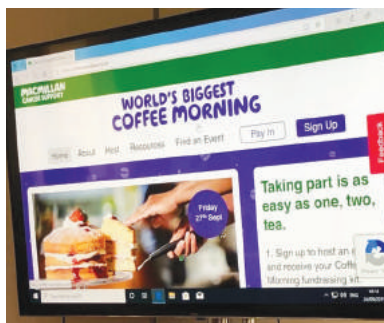 MACMILLAN
CANCER SUPPORT
WORLD'S BIGGEST
COFFEE MORNING
Home About Host Resources Find an Event Pay In Sign Up
Feedback
Friday
27th Sept
Taking part is as
easy as one, two,
tea.
1. Sign up to host an
and receive your
Morning fundraising kit